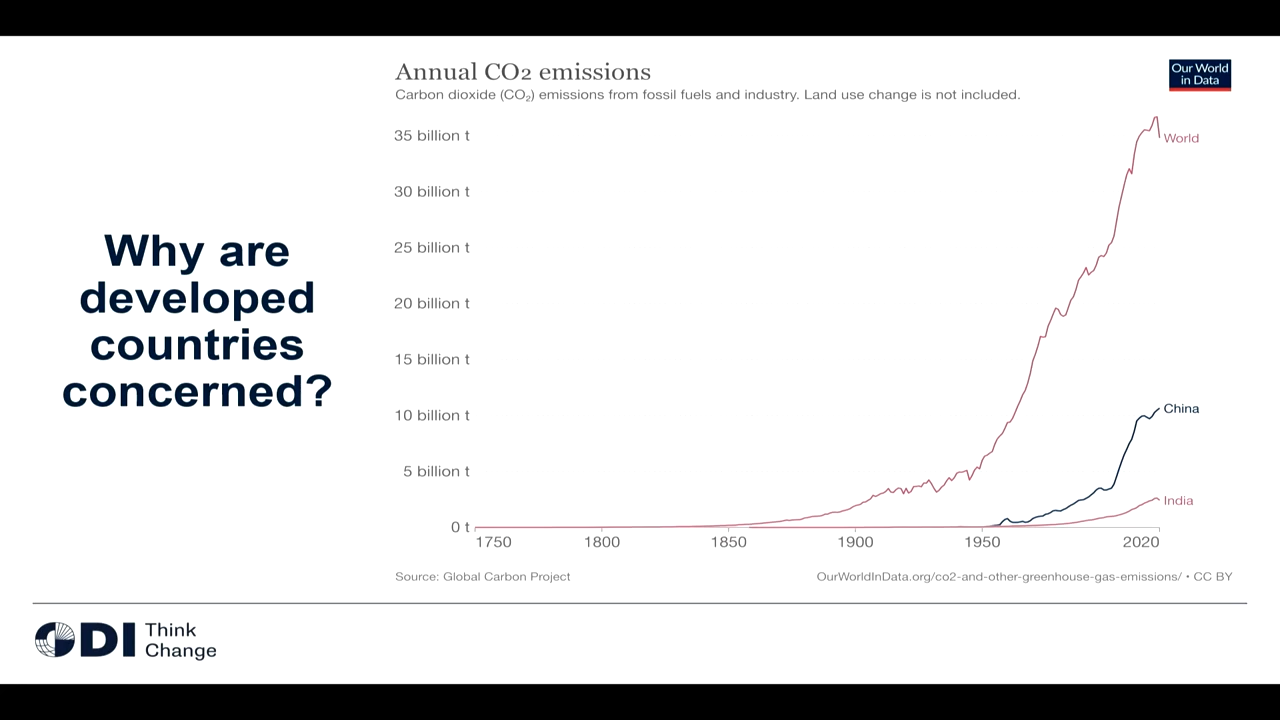 Annual CO2 emissions
Carbon dioxide (CO₂) emissions from fossil fuels and industry. Land use change is not included.
Our World
in Data
35 billion t
30 billion t
25 billion t
20 billion t
15 billion t
10 billion t
5 billion t
0 t
World
China
India
1750 1800 1850 1900 1950 2020
Source: Global Carbon Project
OurWorldInData.org/co2-and-other-greenhouse-gas-emissions/ • CC BY
Why are
developed
countries
concerned?
ODI
Think
Change